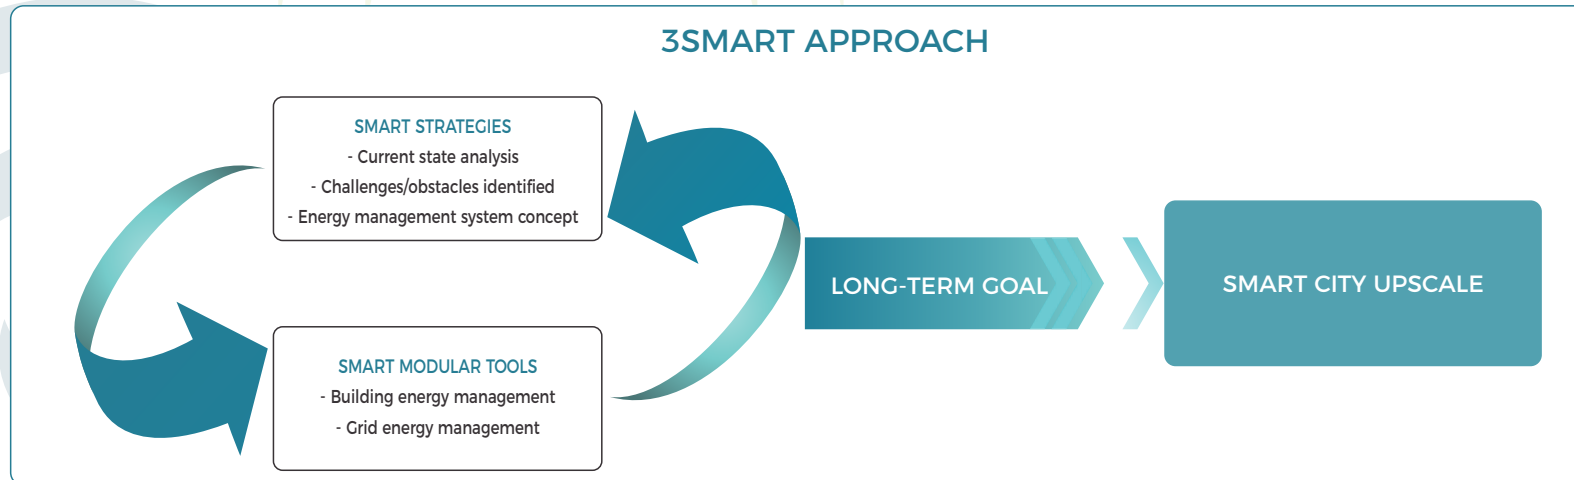 3SMART APPROACH
SMART STRATEGIES
- Current state analysis
- Challenges/obstacles identified
- Energy management system concept
SMART MODULAR TOOLS
- Building energy management
- Grid energy management
LONG-TERM GOAL
SMART CITY UPSCALE